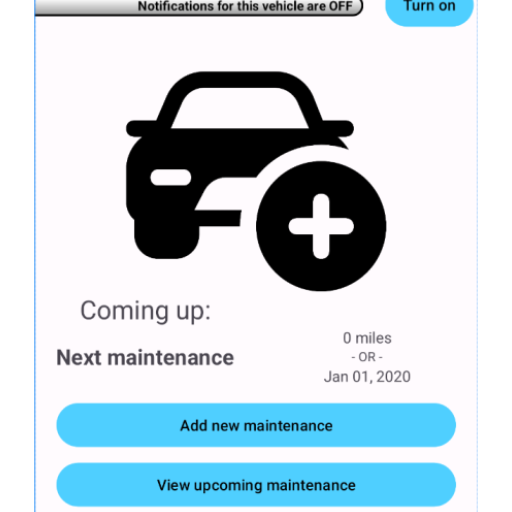 Notifications for this vehicle are OFF
Turn on
Coming up:
Next maintenance
0 miles
- OR -
Jan 01, 2020
Add new maintenance
View upcoming maintenance